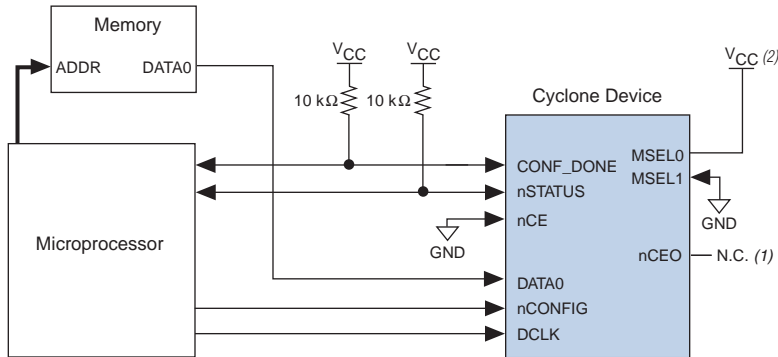 Memory
ADDR DATA0
VCC VCC
10 kΩ 10 kΩ
VCC (2)
Cyclone Device
MSEL0
CONF_DONE
MSEL1
nSTATUS
Microprocessor
nCE
GND
GND
nCEO N.C. (1)
DATA0
nCONFIG
DCLK